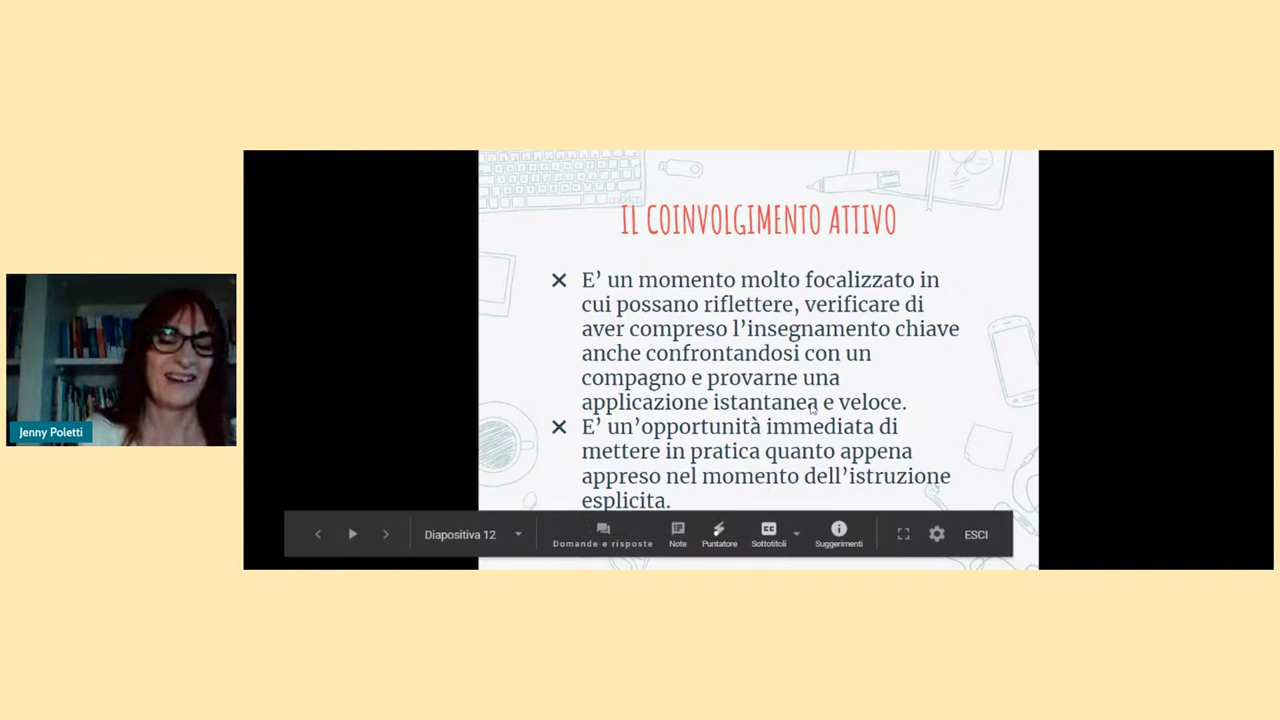 IL COINVOLGIMENTO ATTIVO
E’ un momento molto focalizzato in
cui possano riflettere, verificare di
aver compreso l’insegnamento chiave
anche confrontandosi con un
compagno e provarne una
applicazione istantanea e veloce.
E’ un’opportunità immediata di
mettere in pratica quanto appena
appreso nel momento dell’istruzione
esplicita.
Jenny Poletti
Diapositiva 12
Domande e risposte
Note
Puntatore
CC
Sottotitoli
Suggerimenti
ESCI